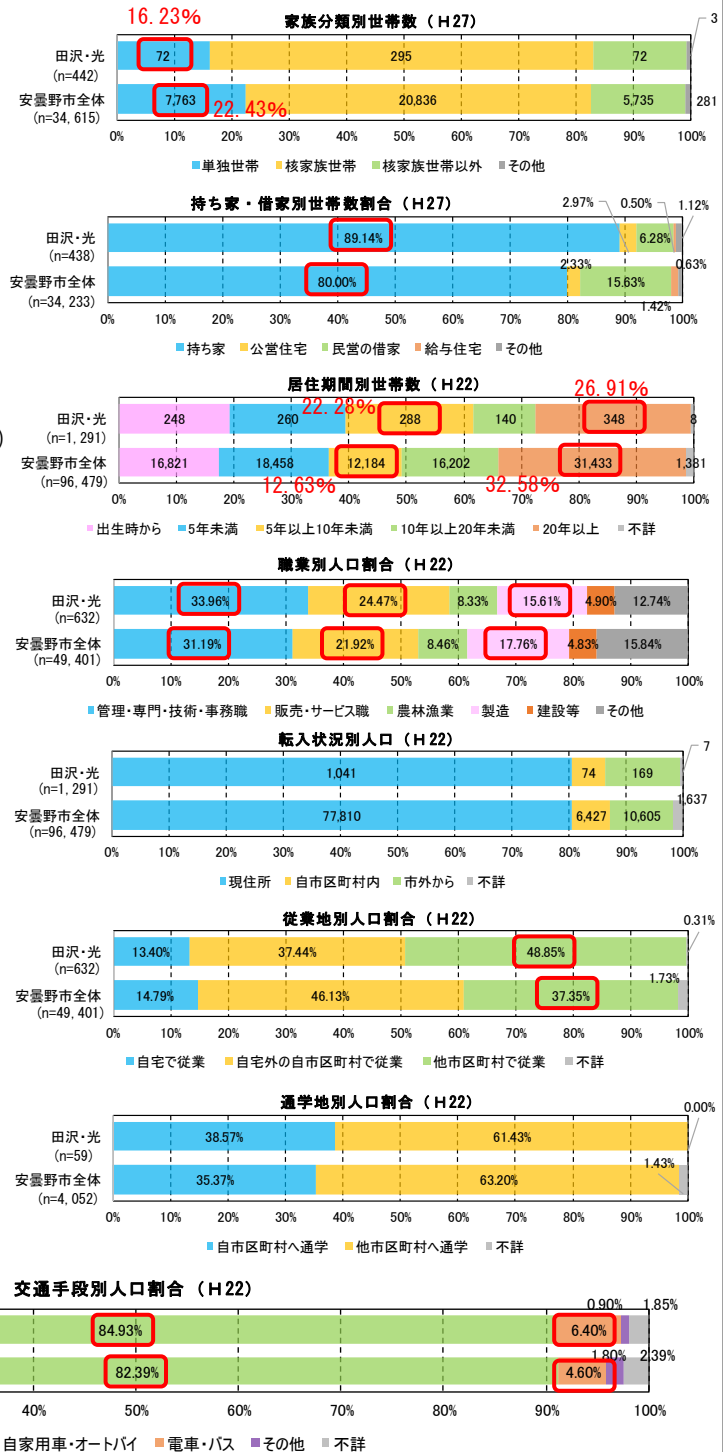 家族分類別世帯数（H27）
16.23%
3
田沢・光
(n=442)
72
295
72
安曇野市全体
(n=34,615)
7,763
22.43%
20,836
5,735
281
0% 10% 20% 30% 40% 50% 60% 70% 80% 90% 100%
■単独世帯 ■核家族世帯 ■核家族世帯以外 ■その他
持ち家・借家別世帯数割合（H27）
2.97% 0.50% 1.12%
田沢・光
(n=438)
89.14%
6.28%
安曇野市全体
(n=34,233)
80.00%
2.33%
15.63%
0.63%
1.42%
0% 10% 20% 30% 40% 50% 60% 70% 80% 90% 100%
■持ち家 ■公営住宅 ■民営の借家 ■給与住宅 ■その他
居住期間別世帯数（H22）
22.28%
26.91%
)
田沢・光
(n=1,291)
248
260
288
140
348
8
安曇野市全体
(n=96,479)
16,821
18,458
12,184
16,202
31,433
1,381
12.63%
32.58%
0% 10% 20% 30% 40% 50% 60% 70% 80% 90% 100%
■出生時から ■5年未満 ■5年以上10年未満 ■10年以上20年未満 ■20年以上 ■不詳
職業別人口割合（H22）
田沢・光
(n=632)
33.96%
24.47%
8.33%
15.61%
4.90%
12.74%
安曇野市全体
(n=49,401)
31.19%
21.92%
8.46%
17.76%
4.83%
15.84%
0% 10% 20% 30% 40% 50% 60% 70% 80% 90% 100%
■管理・専門・技術・事務職 ■販売・サービス職 ■農林漁業 ■製造 ■建設等 ■その他
転入状況別人口（H22）
7
田沢・光
(n=1,291)
1,041
74
169
安曇野市全体
(n=96,479)
77,810
6,427
10,605
1,637
0% 10% 20% 30% 40% 50% 60% 70% 80% 90% 100%
■現住所 ■自市区町村内 ■市外から ■不詳
従業地別人口割合（H22）
0.31%
田沢・光
(n=632)
13.40%
37.44%
48.85%
安曇野市全体
(n=49,401)
14.79%
46.13%
37.35%
1.73%
0% 10% 20% 30% 40% 50% 60% 70% 80% 90% 100%
■自宅で従業 ■自宅外の自市区町村で従業 ■他市区町村で従業 ■不詳
通学地別人口割合（H22）
0.00%
田沢・光
(n=59)
38.57%
61.43%
安曇野市全体
(n=4,052)
35.37%
63.20%
1.43%
0% 10% 20% 30% 40% 50% 60% 70% 80% 90% 100%
■自市区町村へ通学 ■他市区町村へ通学 ■不詳
交通手段別人口割合（H22）
0.90% 1.85%
84.93%
6.40%
82.39%
4.60%
1.80%
2.39%
40% 50% 60% 70% 80% 90% 100%
自家用車・オートバイ ■電車・バス ■その他 ■不詳